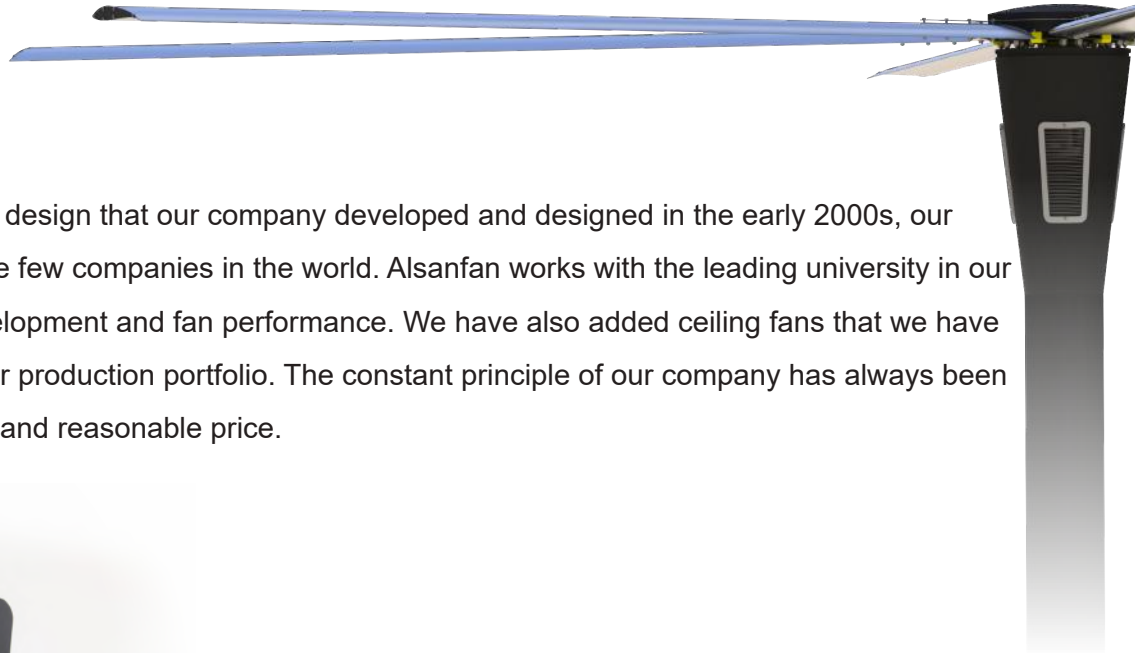 design that our company developed and designed in the early 2000s, our
few companies in the world. Alsanfan works with the leading university in our
elopment and fan performance. We have also added ceiling fans that we have
r production portfolio. The constant principle of our company has always been
and reasonable price.